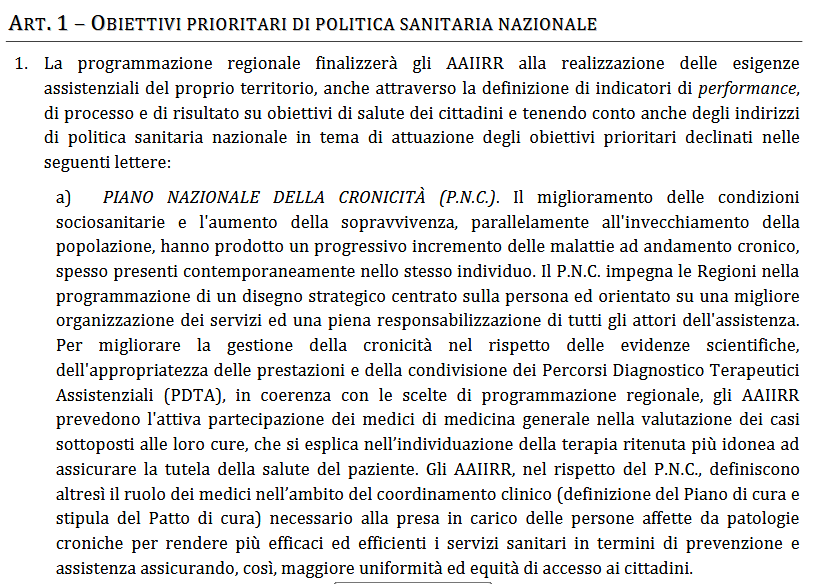 ART. 1 – OBIETTIVI PRIORITARI DI POLITICA SANITARIA NAZIONALE
1. La programmazione regionale finalizzerà gli AAIIRR alla realizzazione delle esigenze
assistenziali del proprio territorio, anche attraverso la definizione di indicatori di performance,
di processo e di risultato su obiettivi di salute dei cittadini e tenendo conto anche degli indirizzi
di politica sanitaria nazionale in tema di attuazione degli obiettivi prioritari declinati nelle
seguenti lettere:
a) PIANO NAZIONALE DELLA CRONICITÀ (P.N.C.). Il miglioramento delle condizioni
sociosanitarie e l'aumento della sopravvivenza, parallelamente all'invecchiamento della
popolazione, hanno prodotto un progressivo incremento delle malattie ad andamento cronico,
spesso presenti contemporaneamente nello stesso individuo. Il P.N.C. impegna le Regioni nella
programmazione di un disegno strategico centrato sulla persona ed orientato su una migliore
organizzazione dei servizi ed una piena responsabilizzazione di tutti gli attori dell'assistenza.
Per migliorare la gestione della cronicità nel rispetto delle evidenze scientifiche,
dell'appropriatezza delle prestazioni e della condivisione dei Percorsi Diagnostico Terapeutici
Assistenziali (PDTA), in coerenza con le scelte di programmazione regionale, gli AAIIRR
prevedono l'attiva partecipazione dei medici di medicina generale nella valutazione dei casi
sottoposti alle loro cure, che si esplica nell’individuazione della terapia ritenuta più idonea ad
assicurare la tutela della salute del paziente. Gli AAIIRR, nel rispetto del P.N.C., definiscono
altresì il ruolo dei medici nell’ambito del coordinamento clinico (definizione del Piano di cura e
stipula del Patto di cura) necessario alla presa in carico delle persone affette da patologie
croniche per rendere più efficaci ed efficienti i servizi sanitari in termini di prevenzione e
assistenza assicurando, così, maggiore uniformità ed equità di accesso ai cittadini.